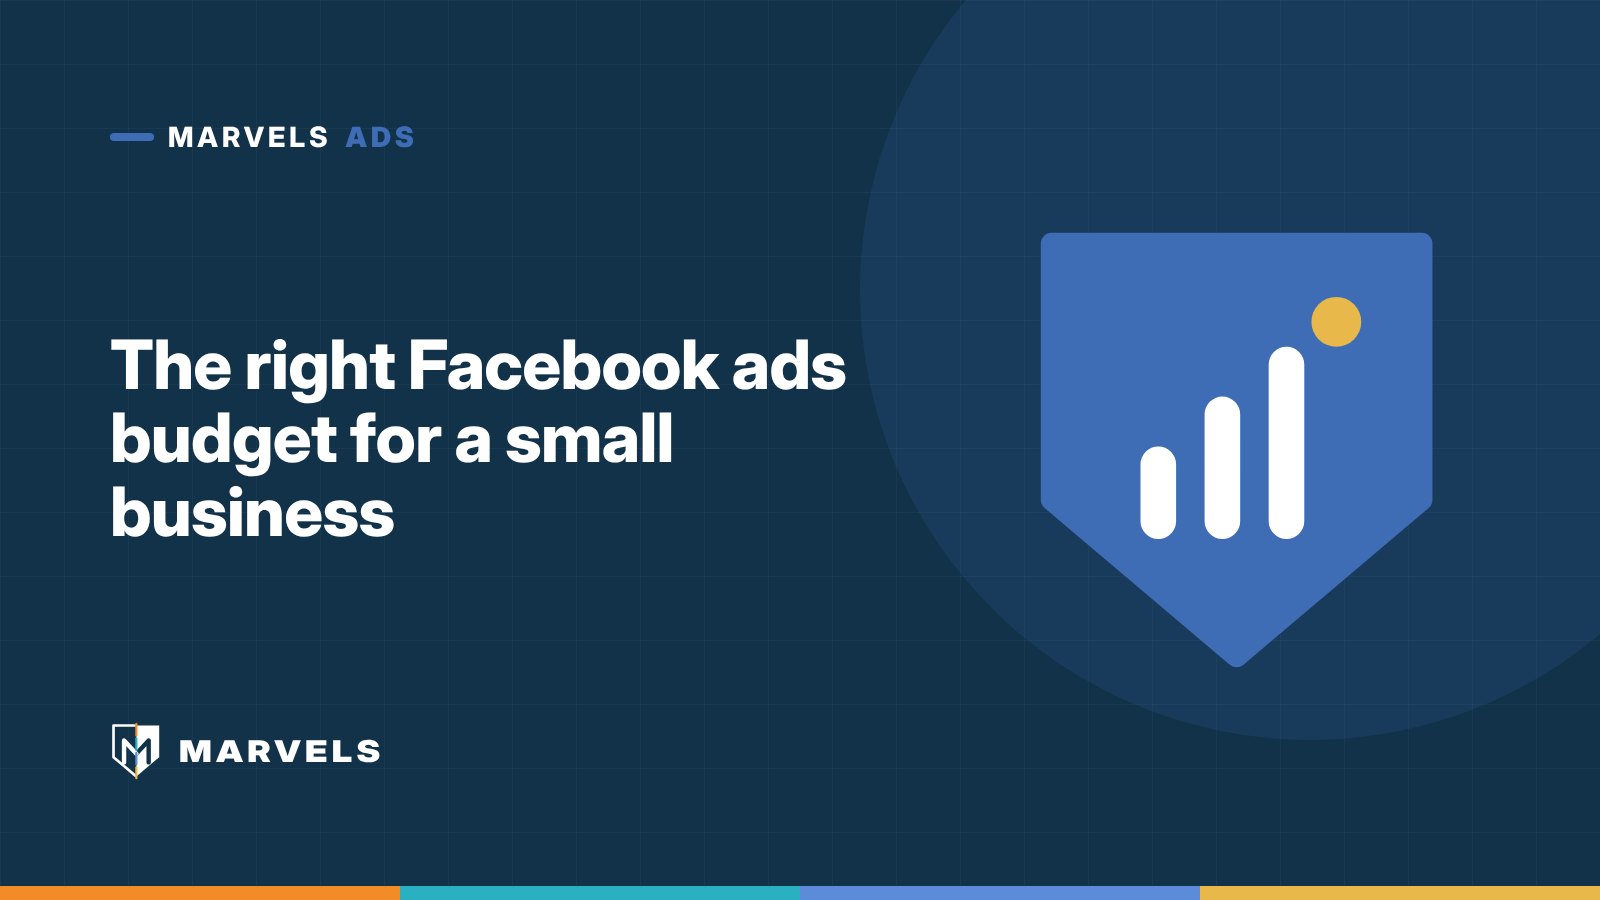 MARVELS ADS
The right Facebook ads
budget for a small
business
M MARVELS